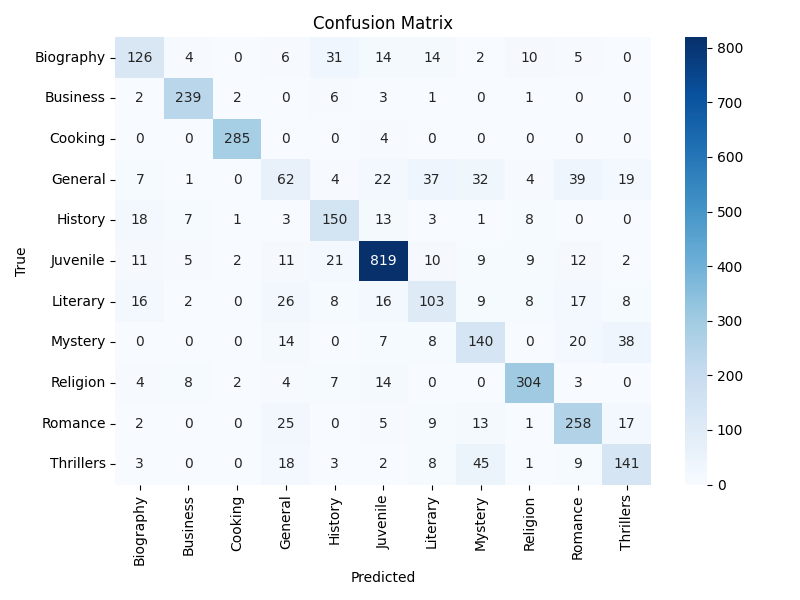 Confusion Matrix
True
Biography 126 4 0 6 31 14 14 2 10 5 0
Business 2 239 2 0 6 3 1 0 1 0 0
Cooking 0 0 285 0 0 4 0 0 0 0 0
General 7 1 0 62 4 22 37 32 4 39 19
History 18 7 1 3 150 13 3 1 8 0 0
Juvenile 11 5 2 11 21 819 10 9 9 12 2
Literary 16 2 0 26 8 16 103 9 8 17 8
Mystery 0 0 0 14 0 7 8 140 0 20 38
Religion 4 8 2 4 7 14 0 0 304 3 0
Romance 2 0 0 25 0 5 9 13 1 258 17
Thrillers 3 0 0 18 3 2 8 45 1 9 141
Biography Business Cooking General History Juvenile Literary Mystery Religion Romance Thrillers
Predicted
800
700
600
500
400
300
200
100
0